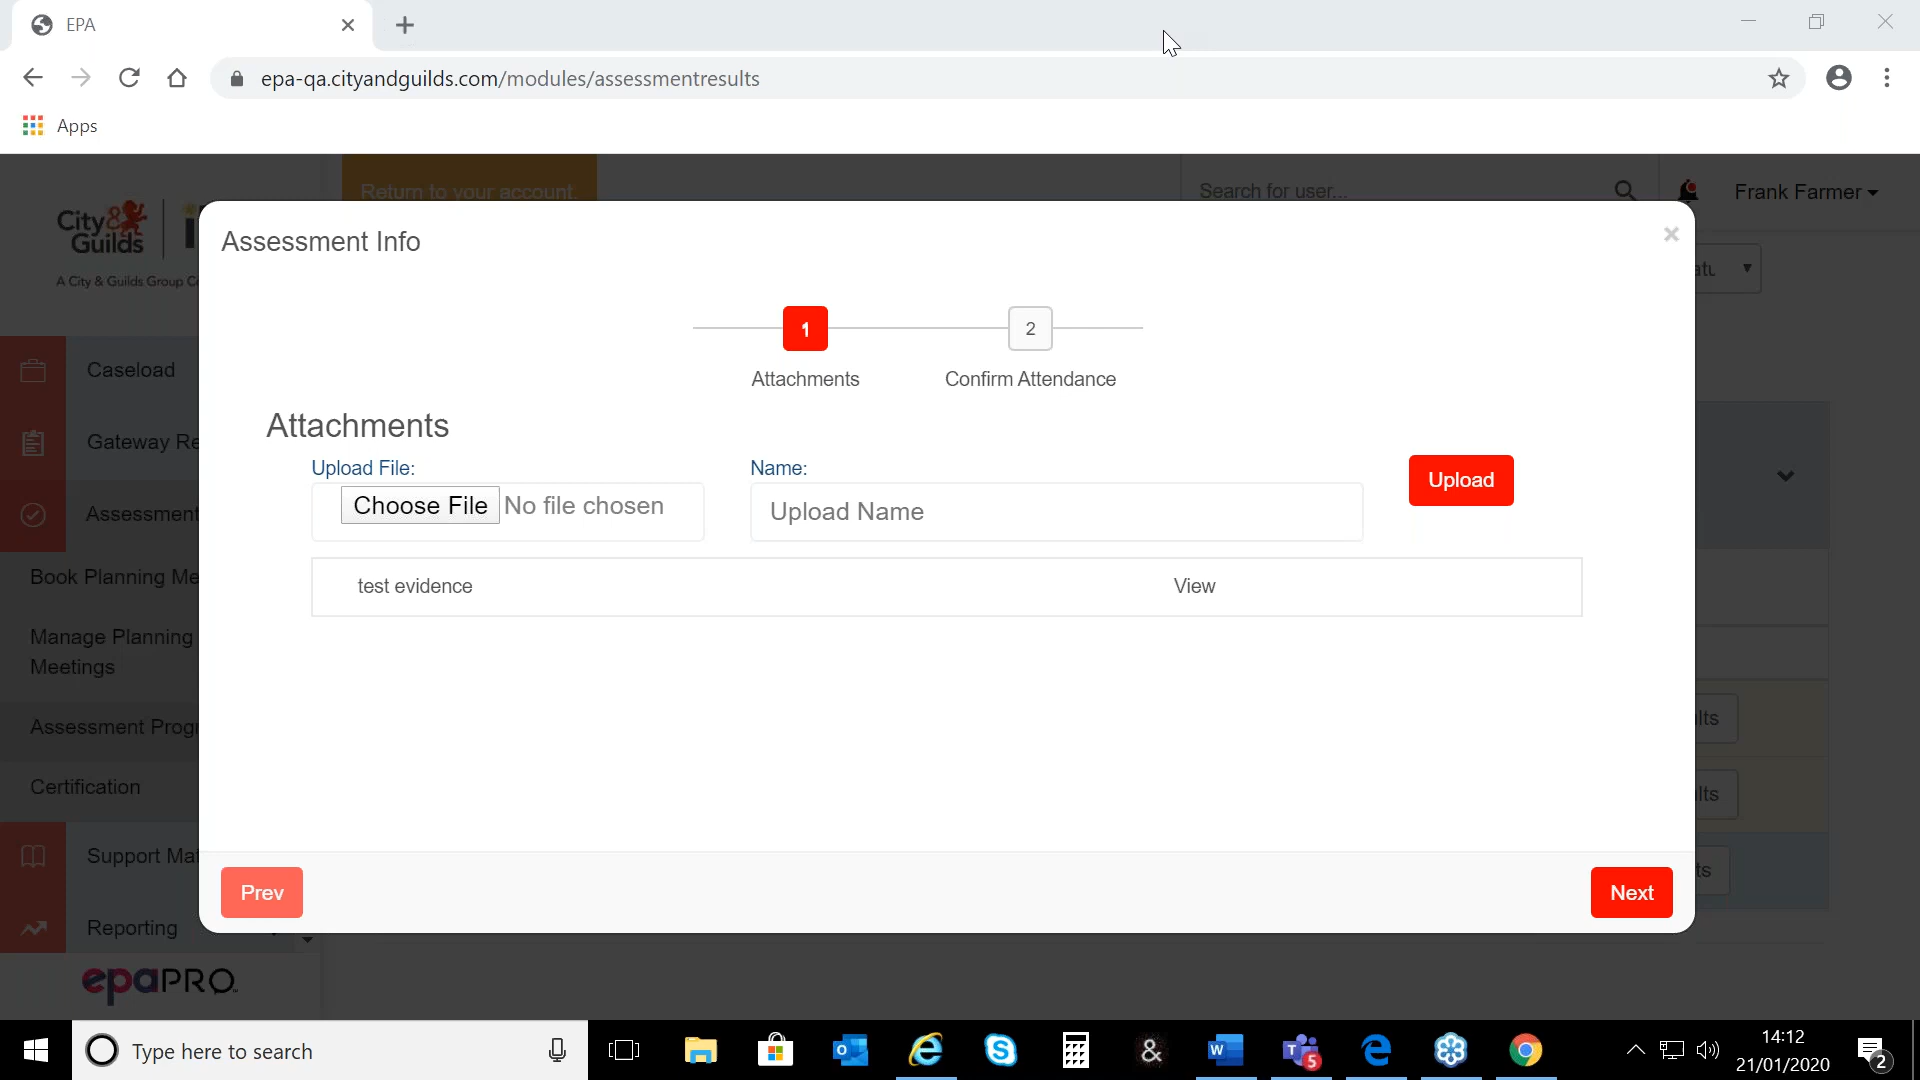 EPA
epa-qa.cityandguilds.com/modules/assessmentresults
Apps
Return to your account
Search for user...
Frank Farmer
City&
Guilds
A City & Guilds Group
Assessment Info
1
2
Attachments
Confirm Attendance
Caseload
Gateway Re
Assessment
Book Planning Me
Manage Planning
Meetings
Assessment Progr
Certification
Support Mat
Reporting
epaPRO
Attachments
Upload File:
Name:
Choose File
No file chosen
Upload Name
Upload
test evidence
View
Prev
Next
Type here to search
&
5
14:12
21/01/2020
2